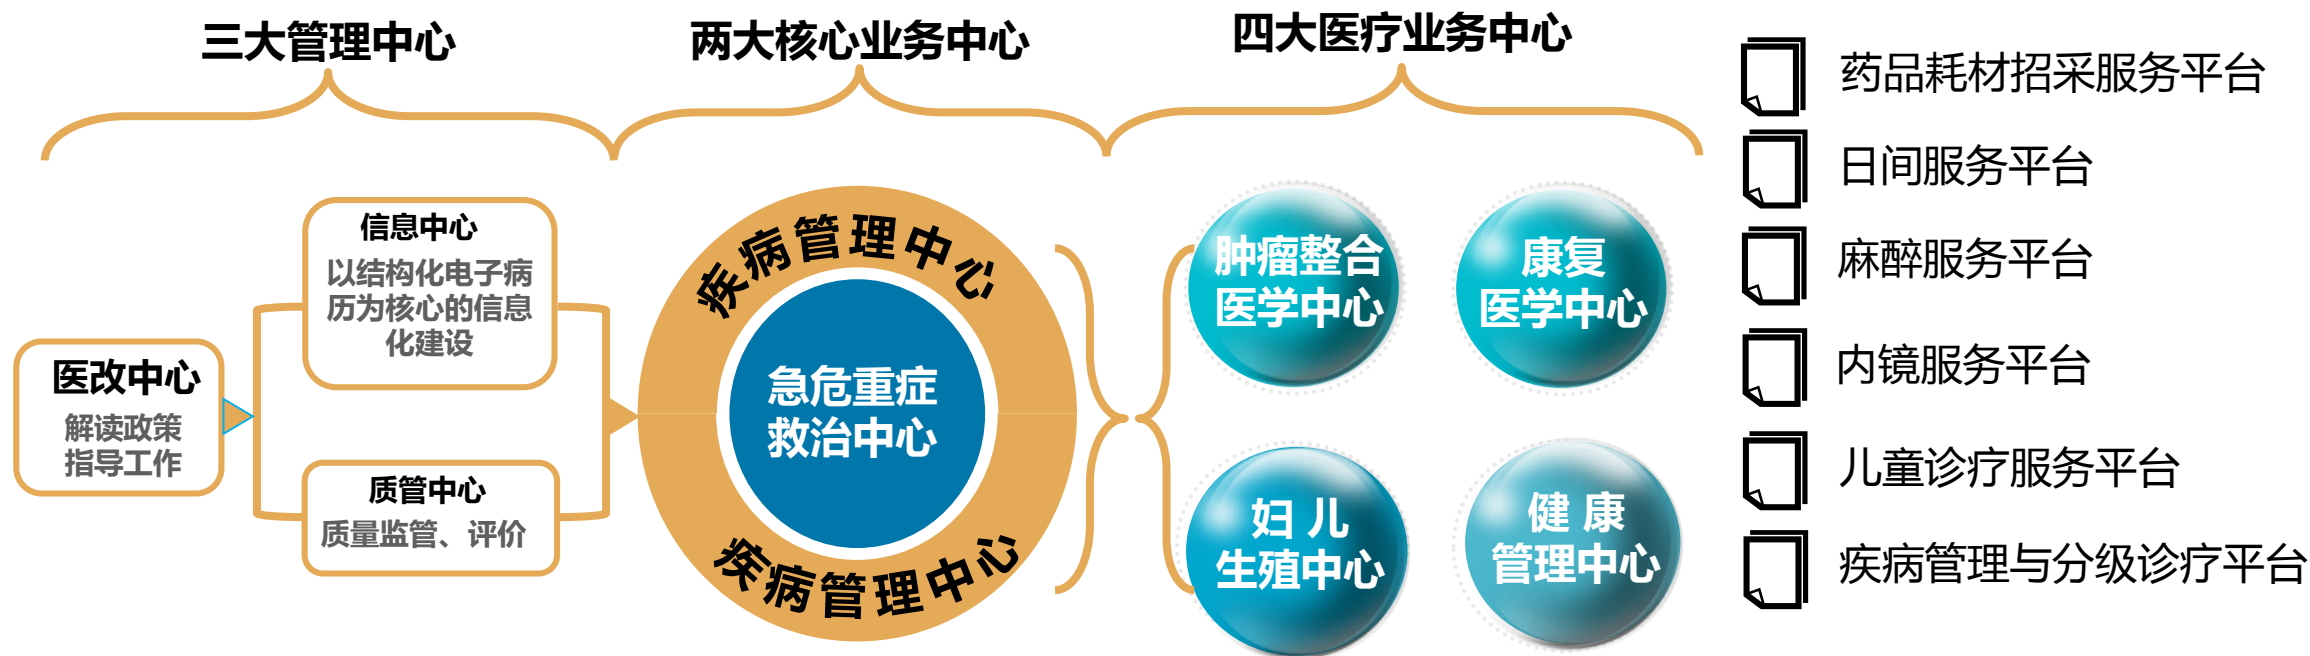 三大管理中心
两大核心业务中心
四大医疗业务中心
医改中心
解读政策
指导工作
信息中心
以结构化电子病
历为核心的信息
化建设
质管中心
质量监管、评价
疾病管理中心
急危重症
救治中心
疾病管理中心
肿瘤整合
医学中心
康复
医学中心
妇 儿
生殖中心
健 康
管理中心
药品耗材招采服务平台
日间服务平台
麻醉服务平台
内镜服务平台
儿童诊疗服务平台
疾病管理与分级诊疗平台